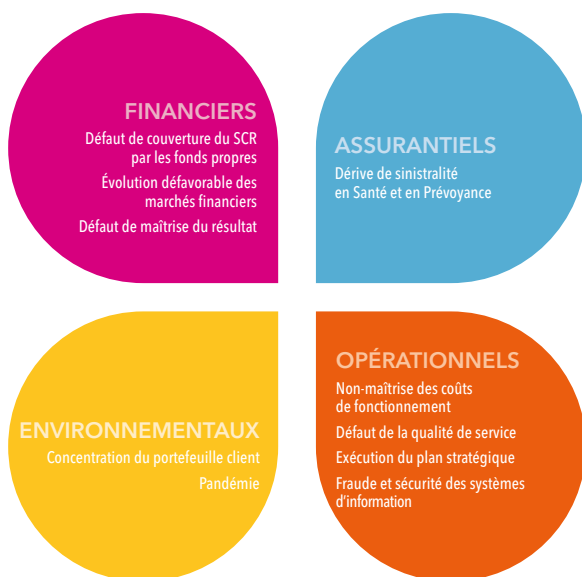 FINANCIERS
Défaut de couverture du SCR
par les fonds propres
Évolution défavorable des
marchés financiers
Défaut de maîtrise du résultat
ASSURANTIELS
Dérive de sinistralité
en Santé et en Prévoyance
ENVIRONNEMENTAUX
Concentration du portefeuille client
Pandémie
OPÉRATIONNELS
Non-maîtrise des coûts
de fonctionnement
Défaut de la qualité de service
Exécution du plan stratégique
Fraude et sécurité des systèmes
d'information